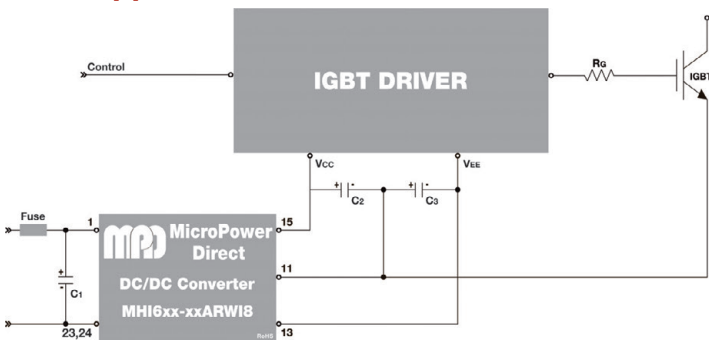 Control
IGBT DRIVER
RG
IGBT
VCC
VEE
+ -
C2
+ -
C3
Fuse
1
15
MPD MicroPower
Direct
11
DC/DC Converter
+
-
C1
MHI6xx-xxARWI8
23,24
RoHS
13